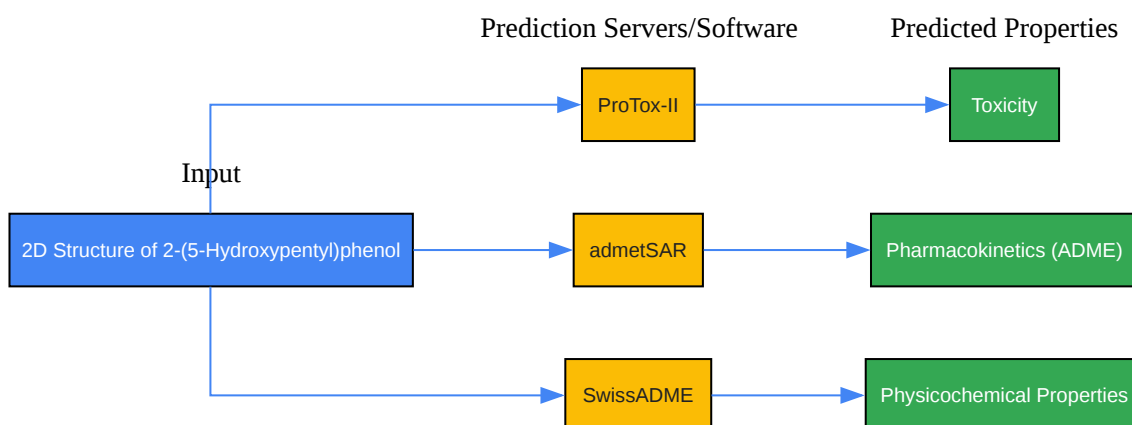 Prediction Servers/Software
Predicted Properties
ProTox-II
Toxicity
Input
2D Structure of 2-(5-Hydroxypentyl)phenol
admetSAR
Pharmacokinetics (ADME)
SwissADME
Physicochemical Properties